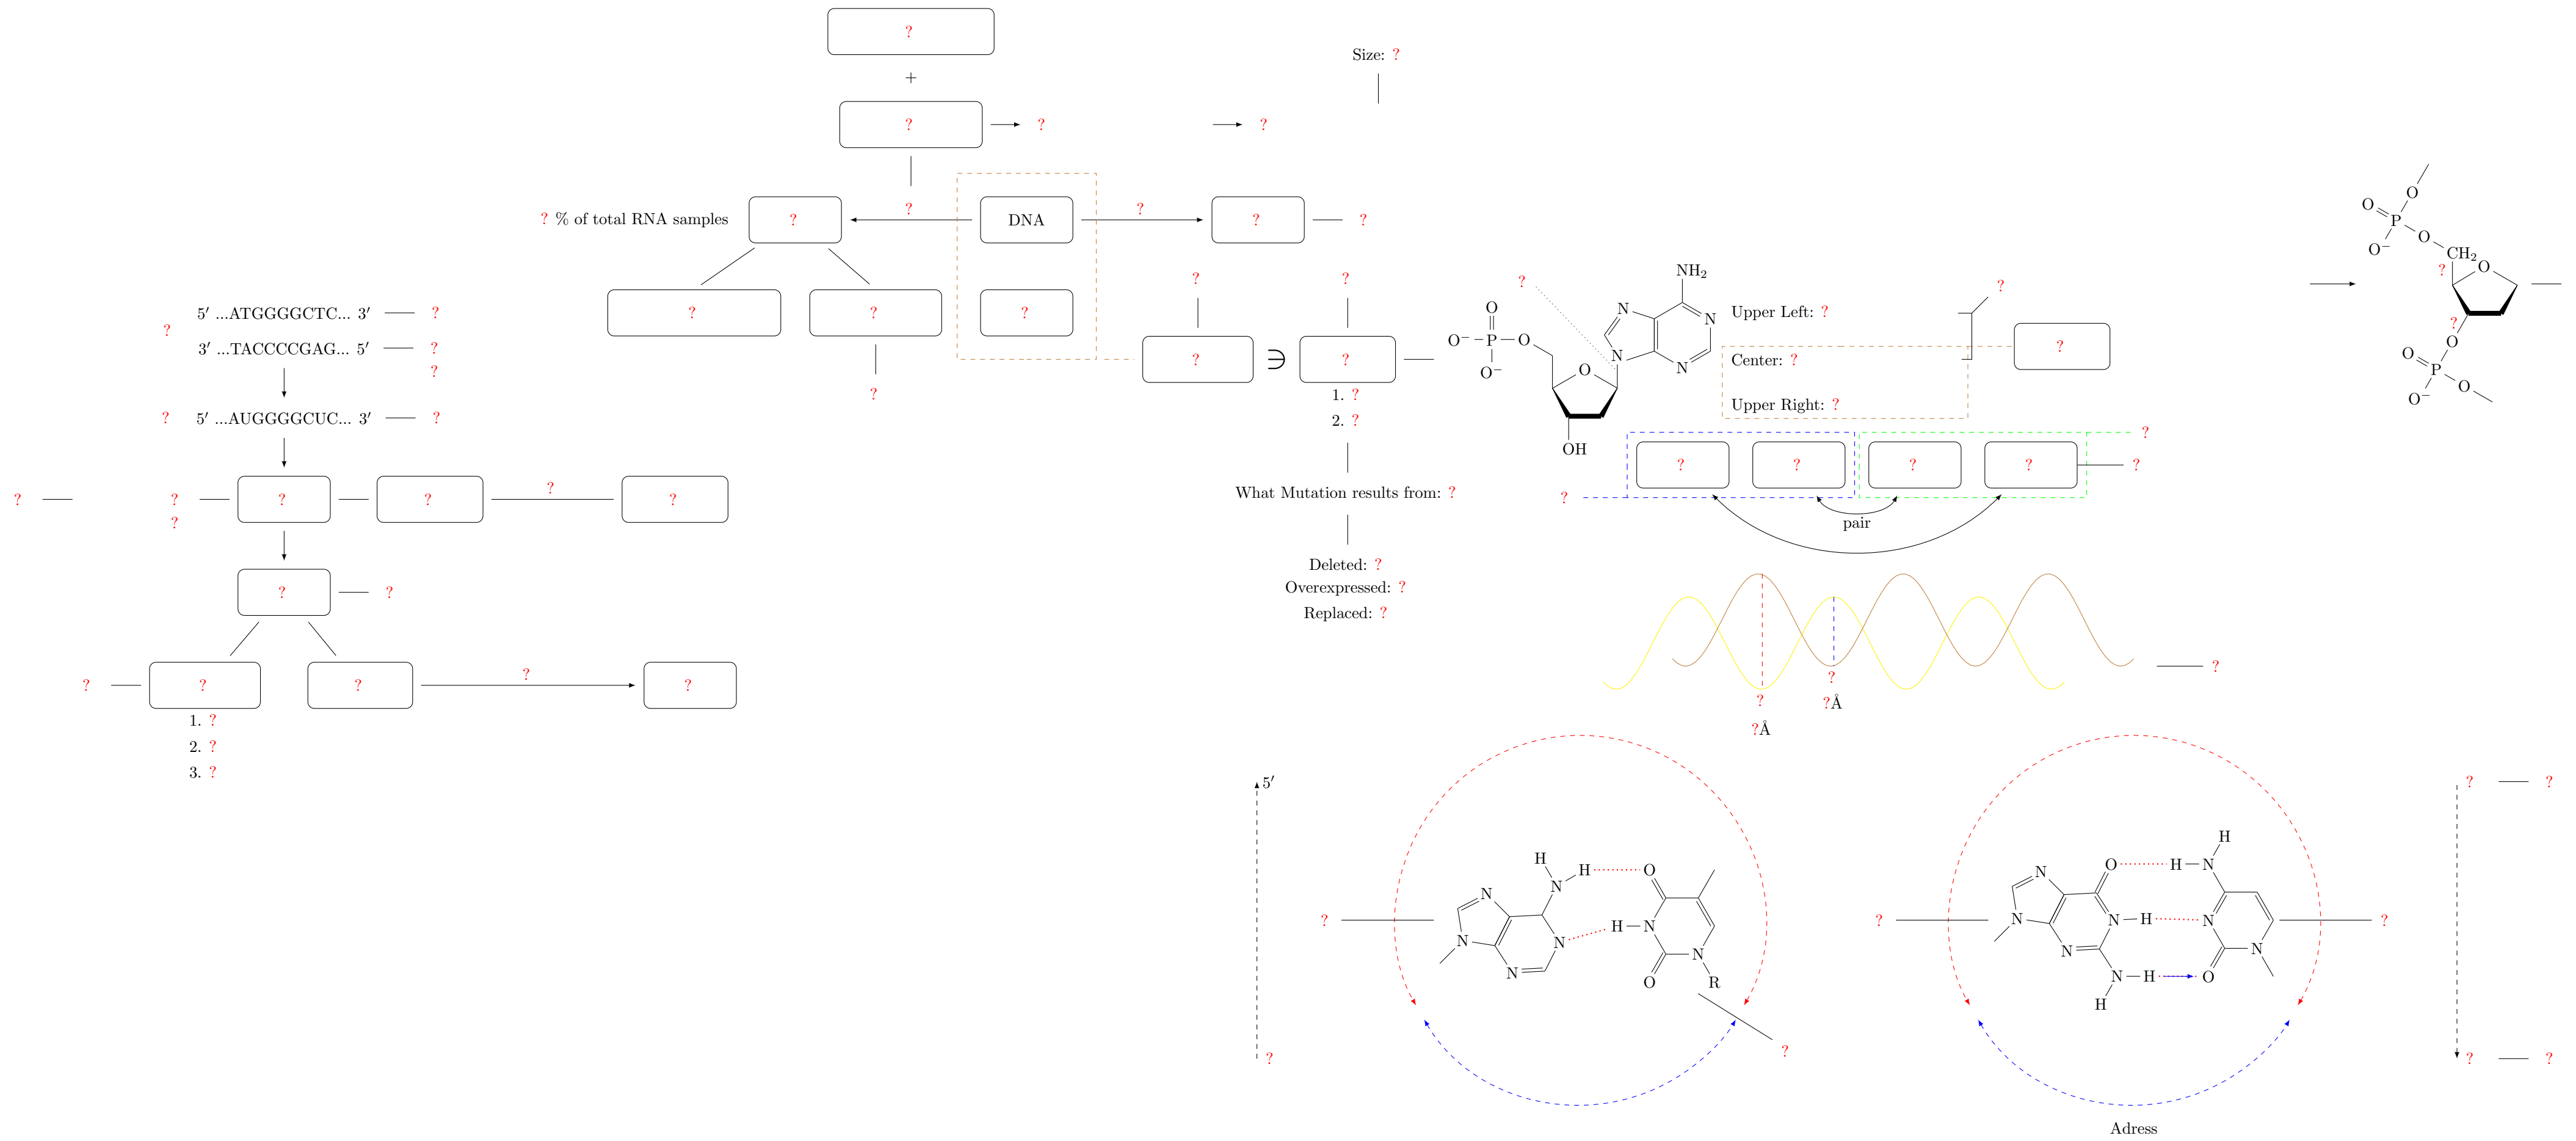 ?
Size: ?
+
? ? ?
? % of total RNA samples ? ? DNA ? ? ?
? ? ? ? ?
5′ ...ATGGGGCTC... 3′ ?
?
3′ ...TACCCCGAG... 5′ ?
?
?
? 5′ ...AUGGGGCUC... 3′ ?
? ? ? ? ? ?
?
? ?
? ? ? ? ?
1. ?
2. ?
3. ?
? ∋ ?
1. ?
2. ?
What Mutation results from: ?
Deleted: ?
Overexpressed: ?
Replaced: ?
?
NH2
N
N
N
N
O
O−
P
O
O−
O
OH
Upper Left: ?
?
Center: ?
?
Upper Right: ?
?
? ? ? ? ?
?
pair
?
?
?Å
?
?Å
O
O
P
O−
O
CH2
?
O
?
O
O
P
O
O−
5′
?
?
H
H
N
O
N
N
N
N
H
N
O
N
R
?
?
N
N
O
N
H
N
N
H
H
H
N
H
N
O
N
?
Adress
? ?
? ?